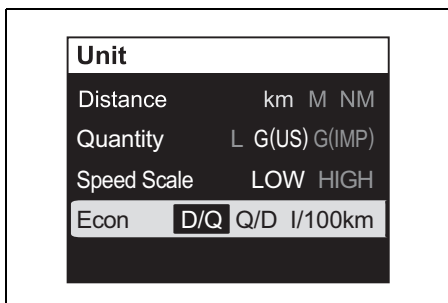 Unit
Distance km M NM
Quantity L G(US) G(IMP)
Speed Scale LOW HIGH
Econ D/Q Q/D l/100km